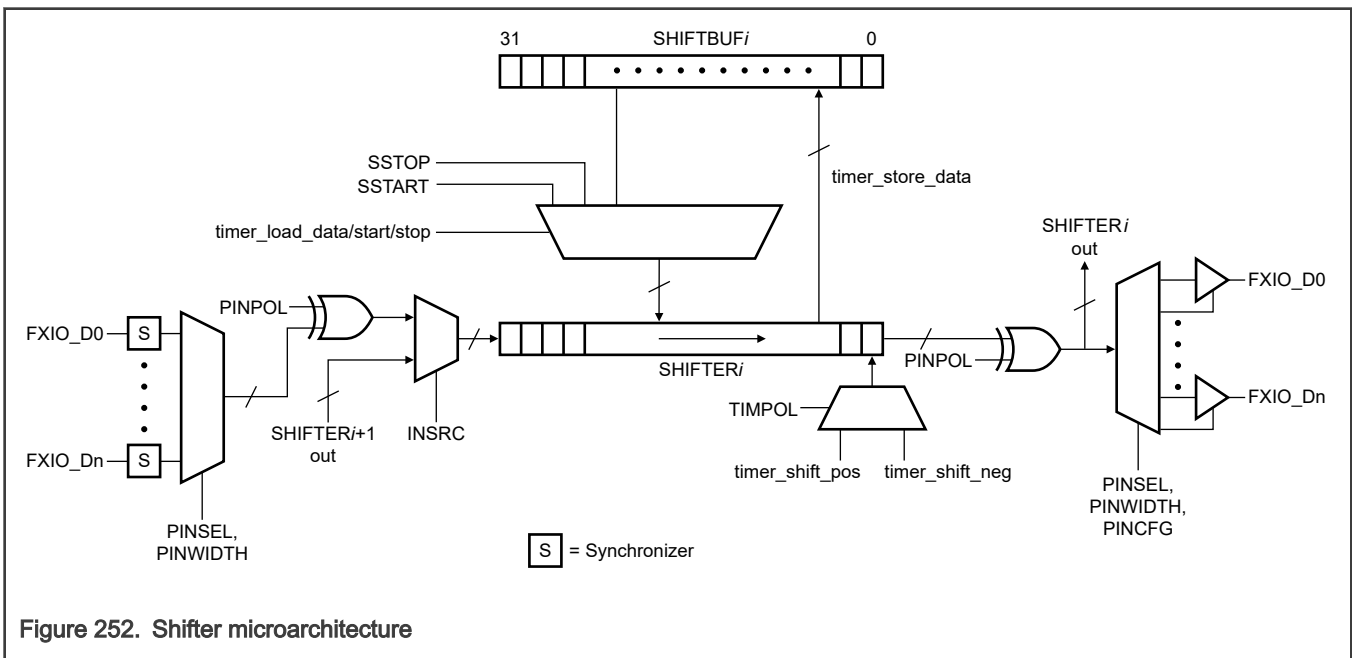 31 SHIFTBUFi 0
SSTOP
SSTART
timer_store_data
timer_load_data/start/stop
SHIFTERi
out
PINPOL
FXIO_D0
FXIO_D0 S
PINPOL
SHIFTERi
TIMPOL
FXIO_Dn
SHIFTERi+1
out
INSRC
FXIO_Dn S
timer_shift_pos timer_shift_neg
PINSEL,
PINWIDTH,
PINCFG
PINSEL,
PINWIDTH
S = Synchronizer
Figure 252. Shifter microarchitecture